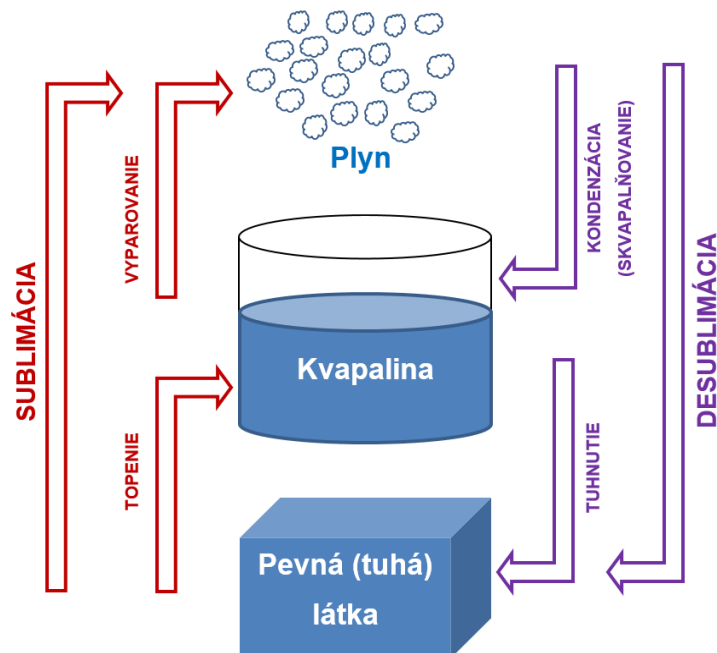 Plyn
SUBLIMÁCIA
VYPAROVANIE
KONDENZÁCIA
(SKVAPALŇOVANIE)
DESUBLIMÁCIA
Kvapalina
TOPENIE
TUHNUTIE
Pevná (tuhá)
látka